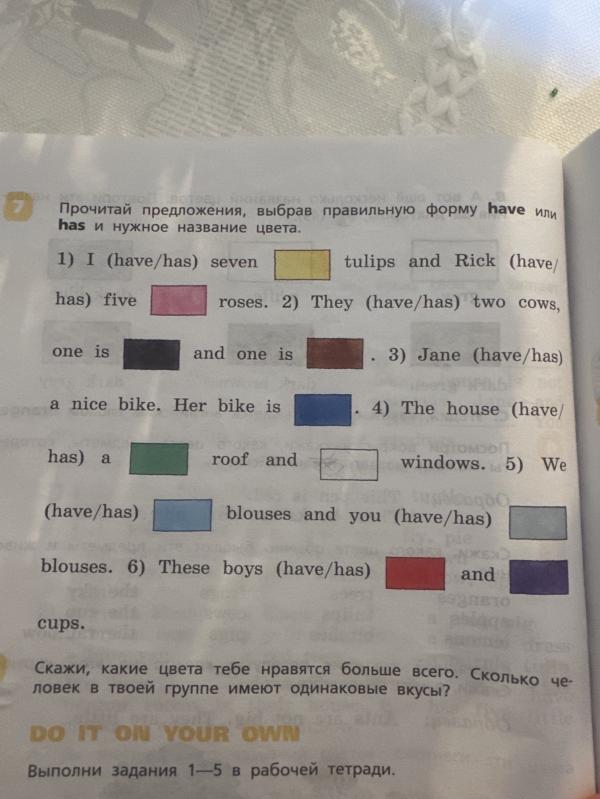 7
Прочитай предложения, выбрав правильную форму have или
has и нужное название цвета.
1) I (have/has) seven tulips and Rick (have/
has) five roses. 2) They (have/has) two cows,
one is and one is . 3) Jane (have/has)
a nice bike. Her bike is . 4) The house (have/
has) a roof and windows. 5) We
(have/has) blouses and you (have/has)
blouses. 6) These boys (have/has) and
cups.
Скажи, какие цвета тебе нравятся больше всего. Сколько че-
ловек в твоей группе имеют одинаковые вкусы?
DO IT ON YOUR OWN
Выполни задания 1—5 в рабочей тетради.